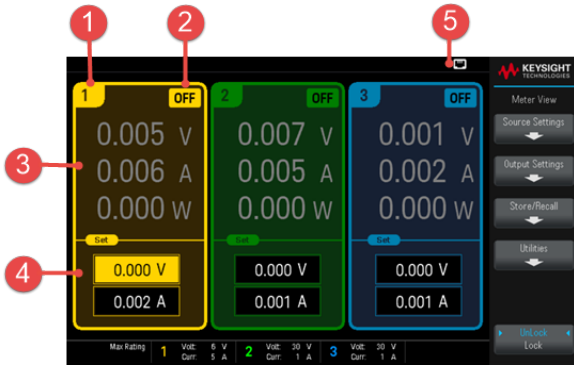 1 2 5
KEYSIGHT
TECHNOLOGIES
1 OFF 2 OFF 3 OFF
Meter View
Source Settings
0.005 V 0.007 V 0.001 V
3
0.006 A 0.005 A 0.002 A
Output Settings
0.000 W 0.000 W 0.000 W
Store/Recall
Set Set Set
Utilities
4
0.000 V 0.000 V 0.000 V
0.002 A 0.001 A 0.001 A
UnLock
Lock
Max Rating 1 Volt: 6 V 2 Volt: 30 V 3 Volt: 30 V
Curr: 5 A Curr: 1 A Curr: 1 A